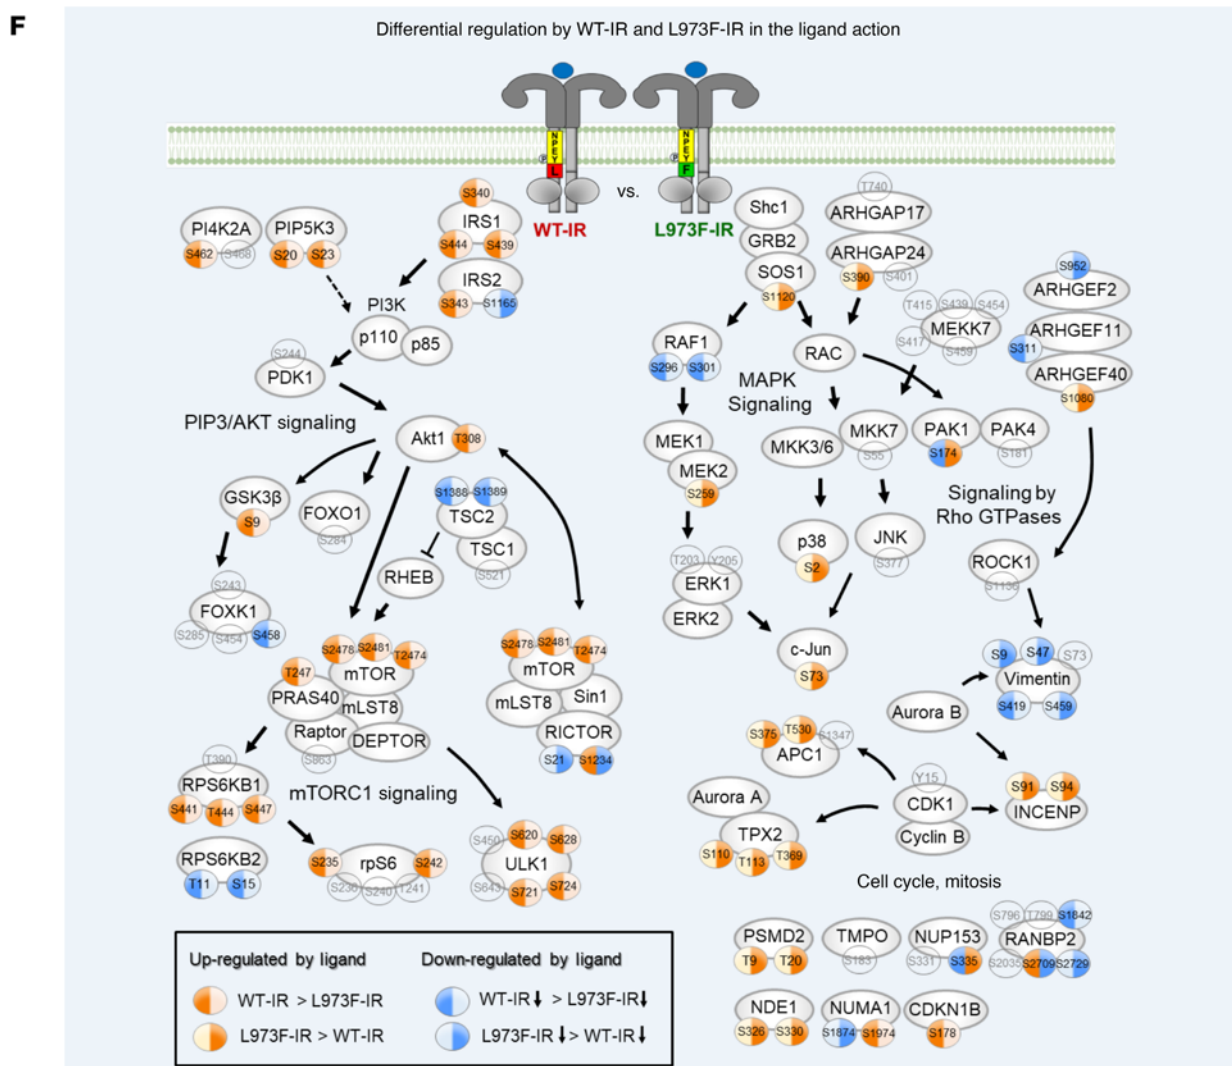 F
Differential regulation by WT-IR and L973F-IR in the ligand action
N
P
E
Y
L
P
WT-IR
vs.
N
P
E
Y
F
P
L973F-IR
PI4K2A
S462
S468
PIP5K3
S20
S23
S340
IRS1
S444
S439
IRS2
S343
S1165
PI3K
p110
p85
S244
PDK1
PIP3/AKT signaling
Akt1
T308
GSK3β
S9
FOXO1
S284
S1388
S1389
TSC2
TSC1
S521
RHEB
S243
FOXK1
S285
S454
S458
S2478
S2481
T2474
mTOR
T247
PRAS40
mLST8
Raptor
S863
DEPTOR
S2478
S2481
T2474
mTOR
mLST8
Sin1
RICTOR
S21
S1234
T390
RPS6KB1
S441
T444
S447
mTORC1 signaling
RPS6KB2
T11
S15
rpS6
S235
S242
S236
S240
T241
S450
S620
S628
ULK1
S643
S721
S724
Shc1
GRB2
SOS1
S1120
T740
ARHGAP17
ARHGAP24
S390
S401
S952
ARHGEF2
ARHGEF11
S311
ARHGEF40
S1080
T415
S439
S454
MEKK7
S417
S459
RAF1
S296
S301
RAC
MAPK
Signaling
MEK1
MEK2
S259
MKK3/6
MKK7
S55
PAK1
S174
PAK4
S181
Signaling by
Rho GTPases
p38
S2
JNK
S377
ROCK1
S1136
T203
Y205
ERK1
ERK2
c-Jun
S73
S9
S47
S73
Vimentin
S419
S459
Aurora B
S375
T530
S1347
APC1
Y15
CDK1
Cyclin B
S91
S94
INCENP
Aurora A
TPX2
S110
T113
T369
Cell cycle, mitosis
PSMD2
T9
T20
TMPO
S183
NUP153
S331
S335
S796
T799
S1842
RANBP2
S2035
S2709
S2729
NDE1
S326
S330
NUMA1
S1874
S1974
CDKN1B
S178
Up-regulated by ligand
WT-IR > L973F-IR
L973F-IR > WT-IR
Down-regulated by ligand
WT-IR⬇ > L973F-IR⬇
L973F-IR⬇> WT-IR⬇